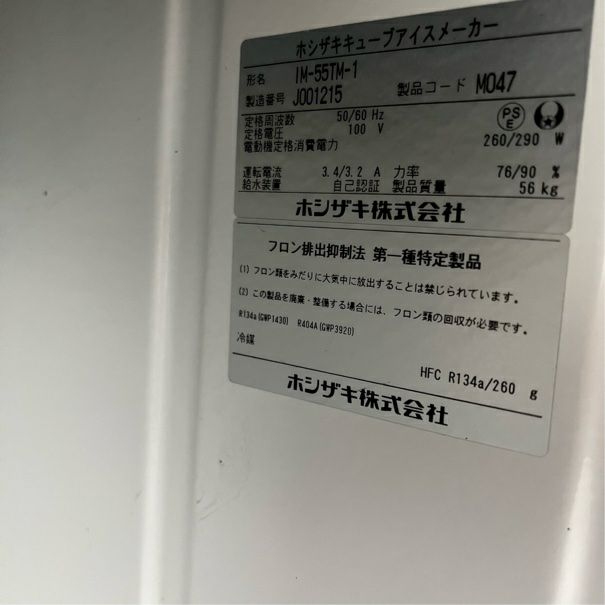 ホシザキキューブアイスメーカー
形名 IM-55TM-1
製造番号 J001215 製品コード M047
定格周波数 50/60 Hz
定格電圧 100 V
PSE
電動機定格消費電力 260/290 W
運転電流 3.4/3.2 A 力率 76/90 %
給水装置 自己認証 製品質量 56 kg
ホシザキ株式会社
フロン排出抑制法 第一種特定製品
(1) フロン類をみだりに大気中に放出することは禁じられています。
(2) この製品を廃棄・整備する場合には、フロン類の回収が必要です。
R134a(GWP1430) R404A(GWP3920)
冷媒 HFC R134a/260 g
ホシザキ株式会社